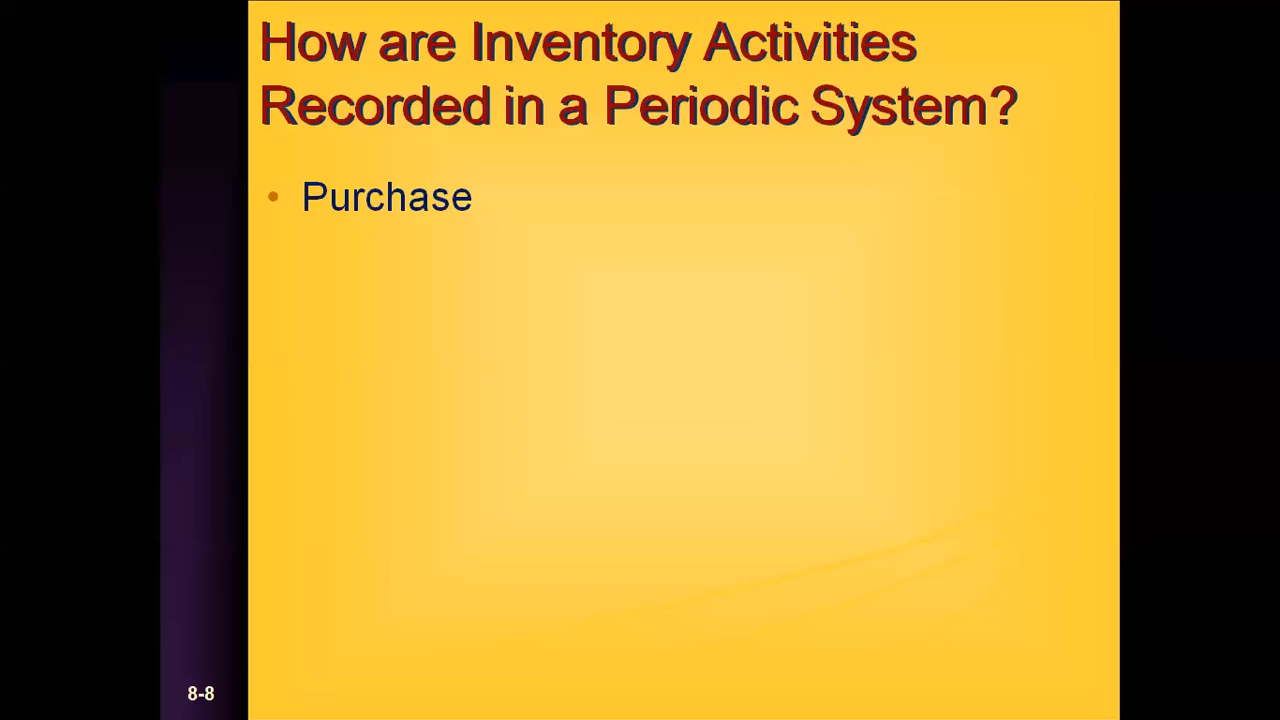 How are Inventory Activities
Recorded in a Periodic System?
• Purchase
8-8